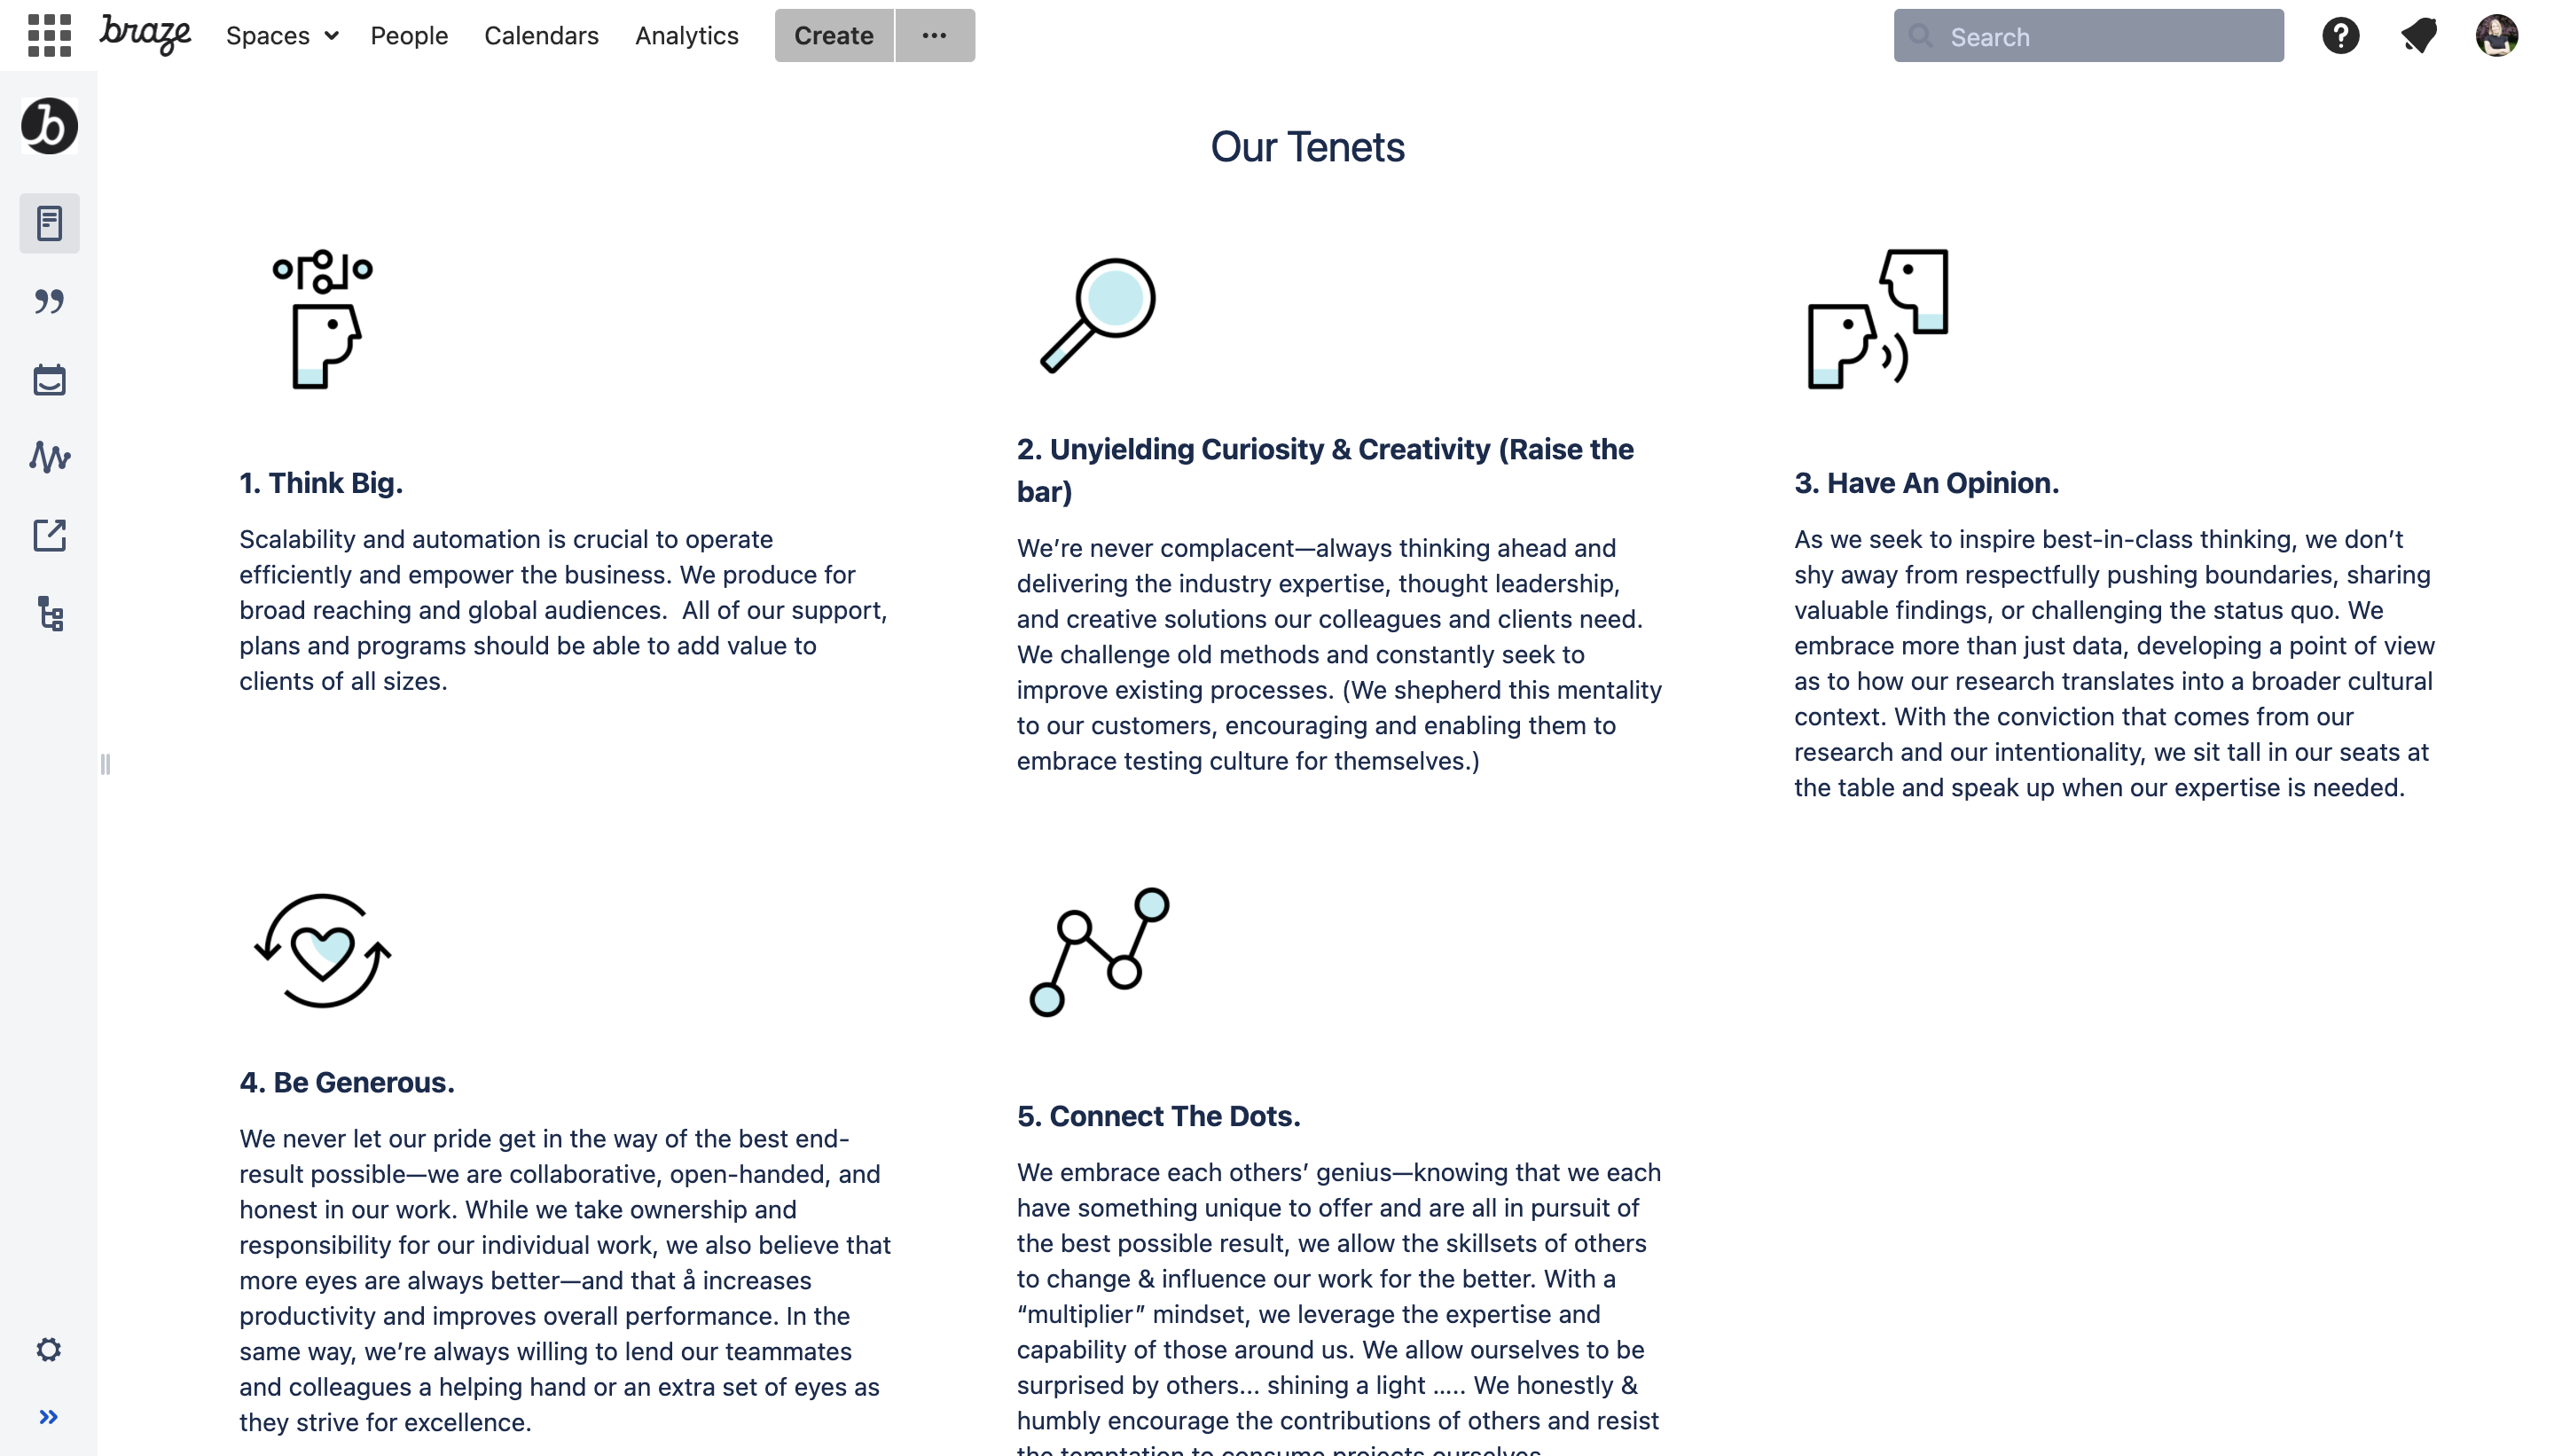 braze
Spaces
People
Calendars
Analytics
Create
Search
b
Our Tenets
1. Think Big.
Scalability and automation is crucial to operate
efficiently and empower the business. We produce for
broad reaching and global audiences.  All of our support,
plans and programs should be able to add value to
clients of all sizes.
2. Unyielding Curiosity & Creativity (Raise the
bar)
We’re never complacent—always thinking ahead and
delivering the industry expertise, thought leadership,
and creative solutions our colleagues and clients need.
We challenge old methods and constantly seek to
improve existing processes. (We shepherd this mentality
to our customers, encouraging and enabling them to
embrace testing culture for themselves.)
3. Have An Opinion.
As we seek to inspire best-in-class thinking, we don’t
shy away from respectfully pushing boundaries, sharing
valuable findings, or challenging the status quo. We
embrace more than just data, developing a point of view
as to how our research translates into a broader cultural
context. With the conviction that comes from our
research and our intentionality, we sit tall in our seats at
the table and speak up when our expertise is needed.
4. Be Generous.
We never let our pride get in the way of the best end-
result possible—we are collaborative, open-handed, and
honest in our work. While we take ownership and
responsibility for our individual work, we also believe that
more eyes are always better—and that å increases
productivity and improves overall performance. In the
same way, we’re always willing to lend our teammates
and colleagues a helping hand or an extra set of eyes as
they strive for excellence.
5. Connect The Dots.
We embrace each others’ genius—knowing that we each
have something unique to offer and are all in pursuit of
the best possible result, we allow the skillsets of others
to change & influence our work for the better. With a
“multiplier” mindset, we leverage the expertise and
capability of those around us. We allow ourselves to be
surprised by others... shining a light ..... We honestly &
humbly encourage the contributions of others and resist
the temptation to consume projects ourselves